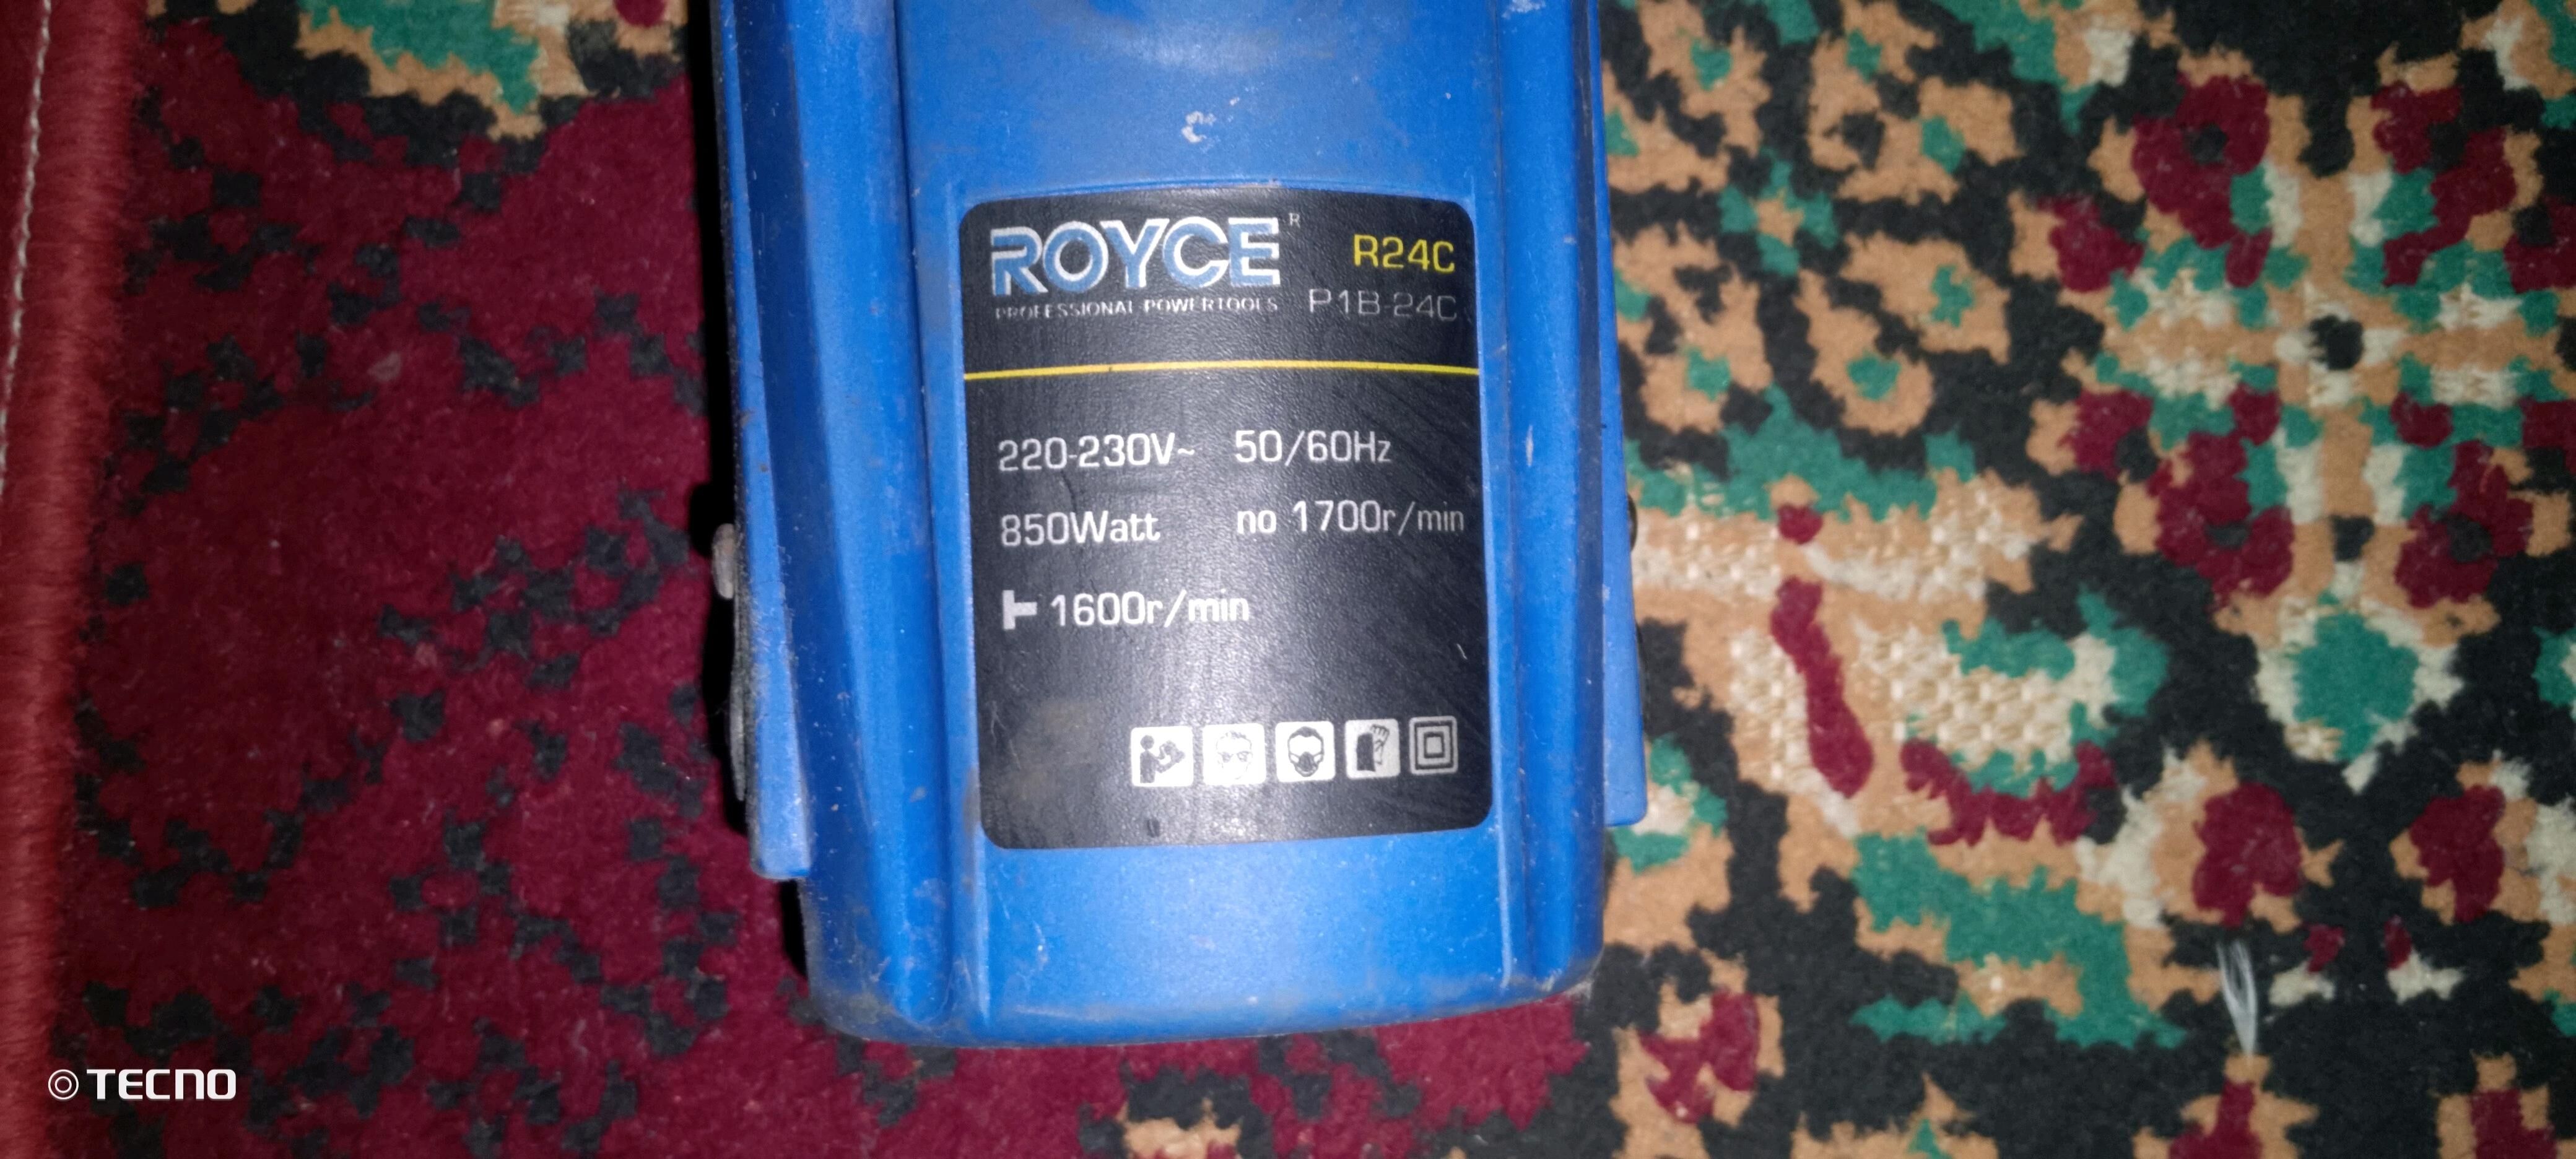 ROYCE® R24C
PROFESSIONAL POWERTOOLS P1B-24C
220-230V~ 50/60Hz
850Watt no 1700r/min
1600r/min
TECNO